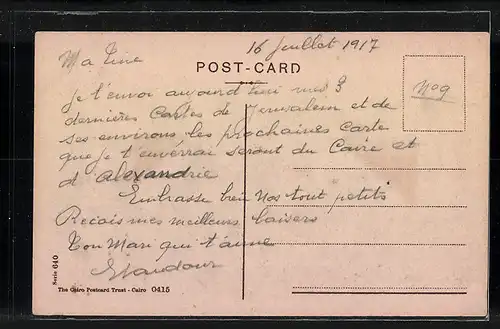 16 Juillet 1917
Ma Tine
POST-CARD
No 9
Je t'envoi aujourd hui mes 3
dernières Cartes de Jerusalem et de
ses environs, les prochaines carte
que je t'enverrai seront du Caire et
d'Alexandrie
Embrasse bien nos tout petits
Reçois mes meilleurs baisers
Ton Mari qui t'aime
Serie 640
The Cairo Postcard Trust - Cairo 0415